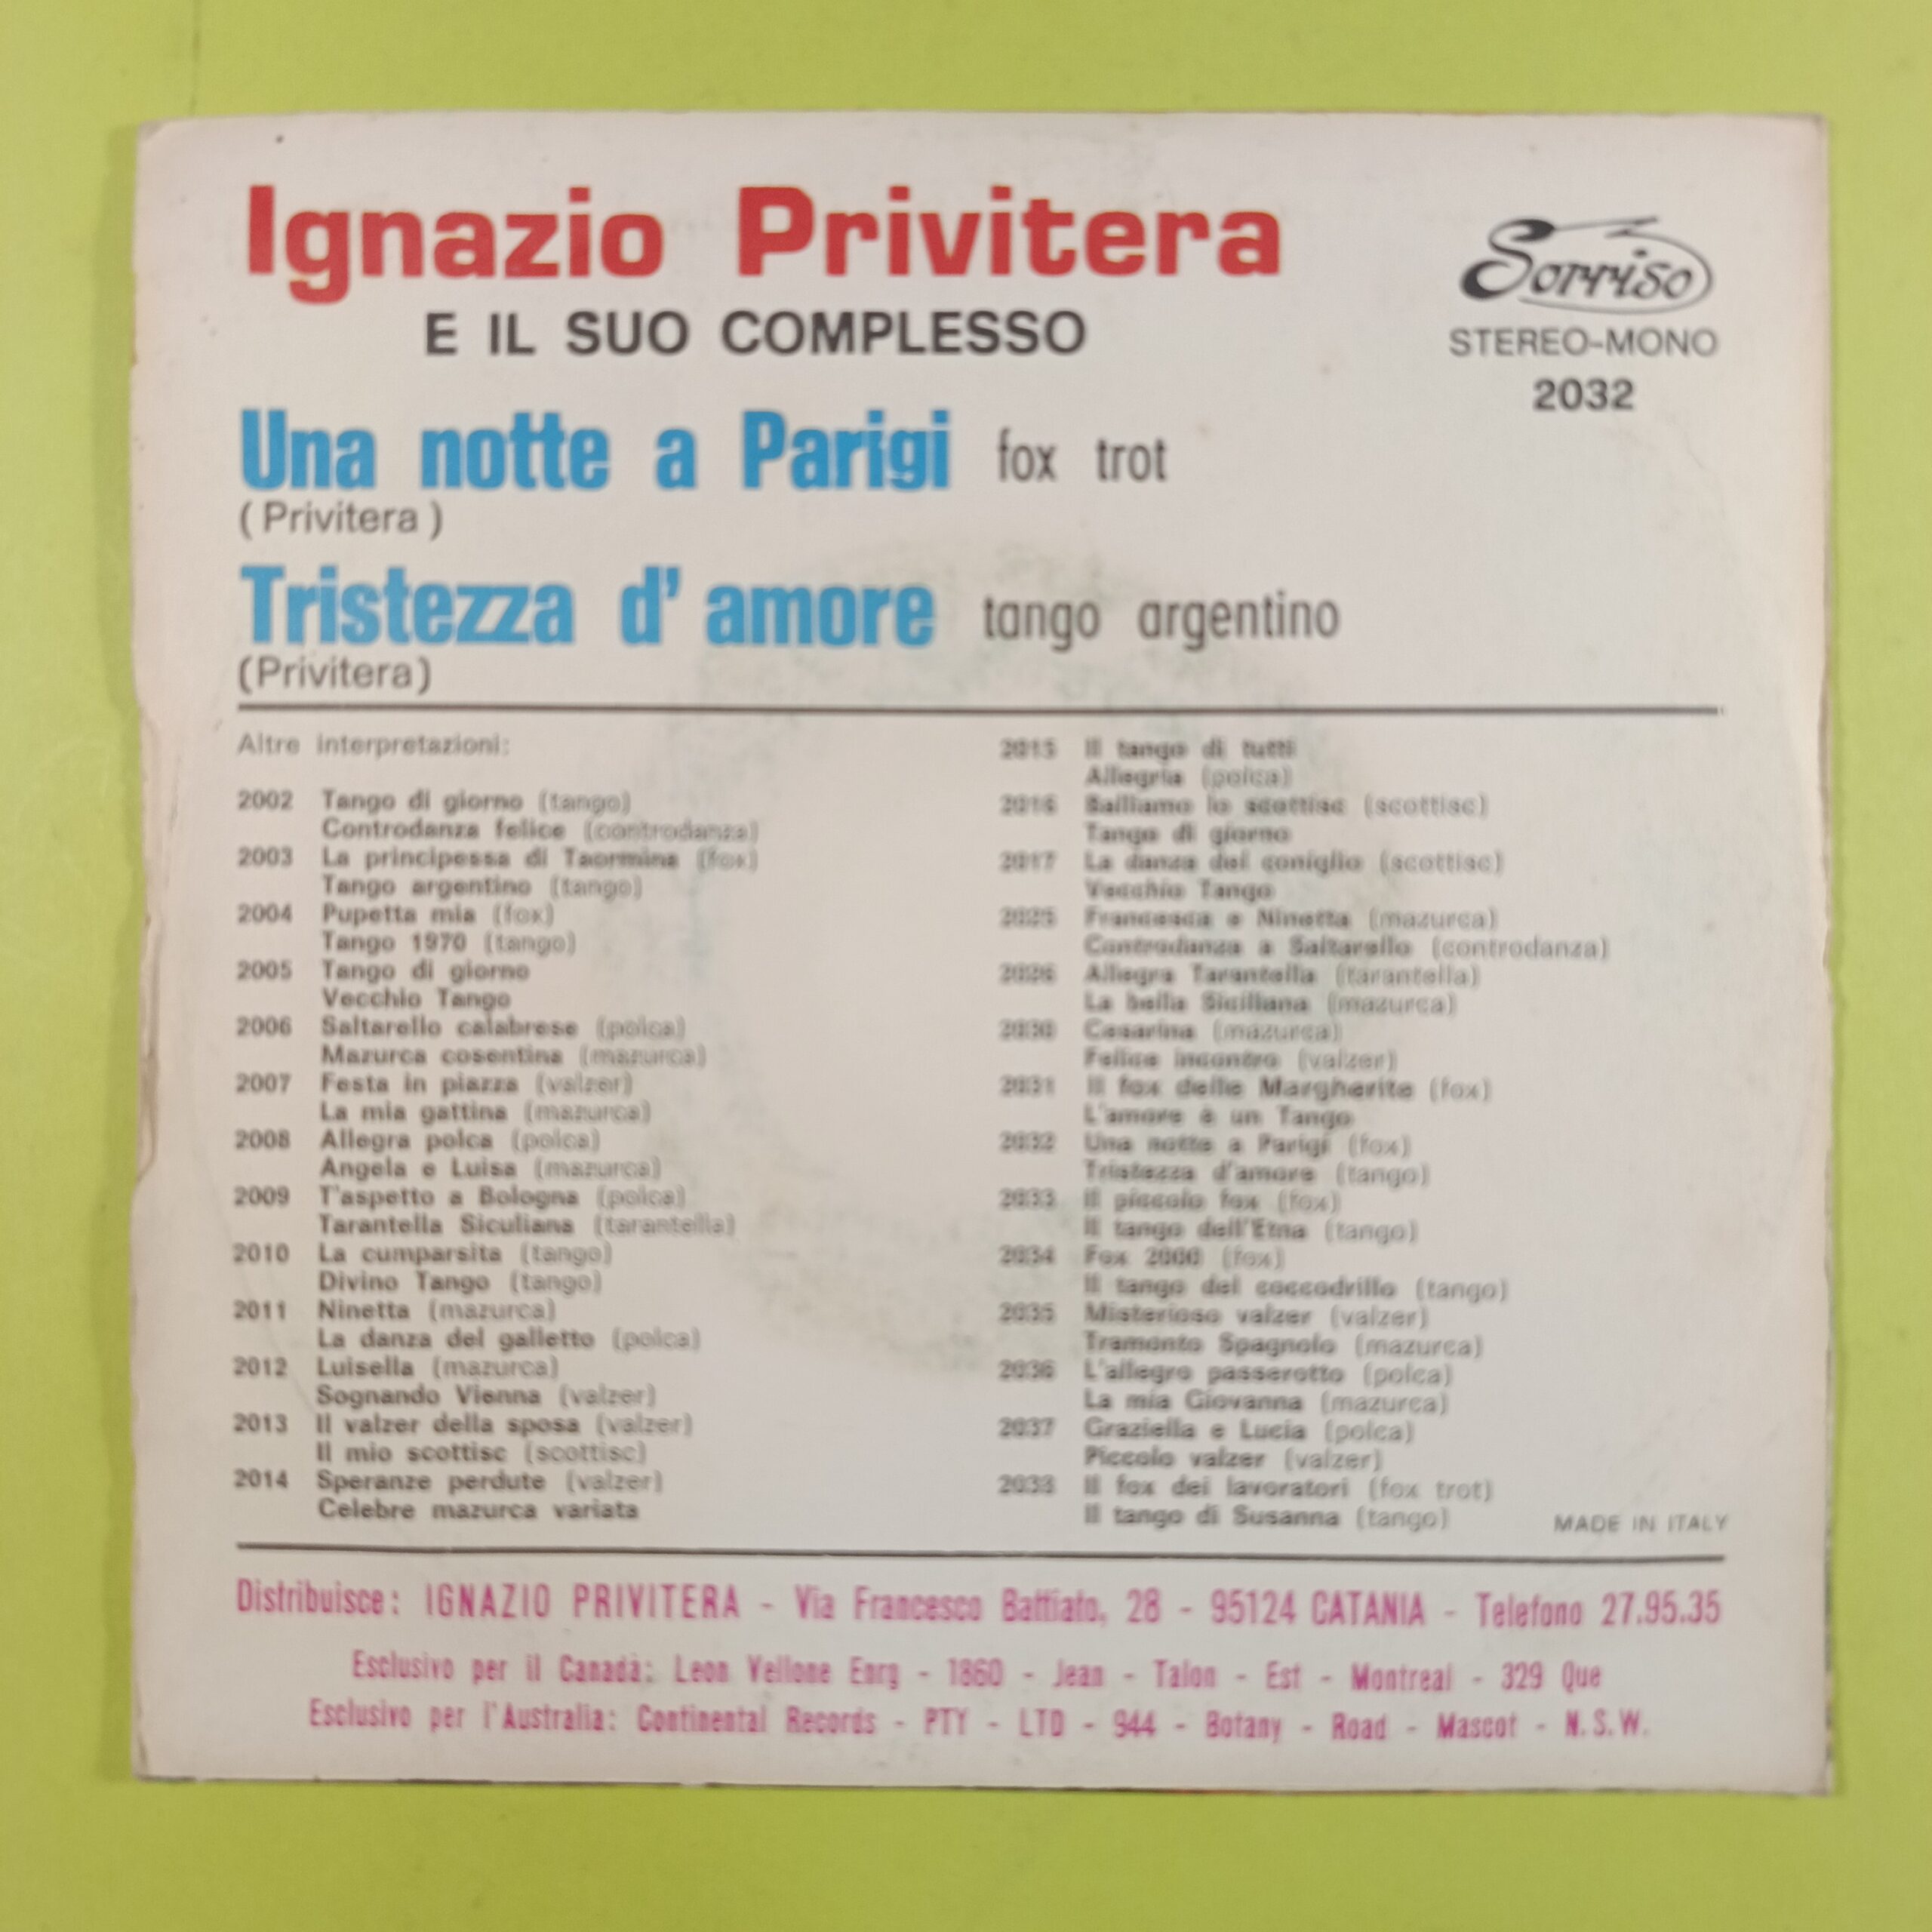 Ignazio Privitera
E IL SUO COMPLESSO
Sorriso
STEREO-MONO
2032
Una notte a Parigi fox trot
( Privitera )
Tristezza d' amore tango argentino
(Privitera)
Altre interpretazioni:
2002 Tango di giorno (tango)
Controdanza felice (controdanza)
2003 La principessa di Taormina (fox)
Tango argentino (tango)
2004 Pupetta mia (fox)
Tango 1970 (tango)
2005 Tango di giorno
Vecchio Tango
2006 Saltarello calabrese (polca)
Mazurca cosentina (mazurca)
2007 Festa in piazza (valzer)
La mia gattina (mazurca)
2008 Allegra polca (polca)
Angela e Luisa (mazurca)
2009 T'aspetto a Bologna (polca)
Tarantella Siculiana (tarantella)
2010 La cumparsita (tango)
Divino Tango (tango)
2011 Ninetta (mazurca)
La danza del galletto (polca)
2012 Luisella (mazurca)
Sognando Vienna (valzer)
2013 Il valzer della sposa (valzer)
Il mio scottisc (scottisc)
2014 Speranze perdute (valzer)
Celebre mazurca variata
2015 Il tango di tutti
Allegria (polca)
2016 Balliamo lo scottisc (scottisc)
Tango di giorno
2017 La danza del coniglio (scottisc)
Vecchio Tango
2025 Francesca e Ninetta (mazurca)
Controdanza a Saltarello (controdanza)
2026 Allegra Tarantella (tarantella)
La bella Siciliana (mazurca)
2030 Cesarina (mazurca)
Felice incontro (valzer)
2031 Il fox delle Margherite (fox)
L'amore è un Tango
2032 Una notte a Parigi (fox)
Tristezza d'amore (tango)
2033 Il piccolo fox (fox)
Il tango dell'Etna (tango)
2034 Fox 2000 (fox)
Il tango del coccodrillo (tango)
2035 Misterioso valzer (valzer)
Tramonto Spagnolo (mazurca)
2036 L'allegro passerotto (polca)
La mia Giovanna (mazurca)
2037 Graziella e Lucia (polca)
Piccolo valzer (valzer)
2038 Il fox dei lavoratori (fox trot)
Il tango di Susanna (tango)
MADE IN ITALY
Distribuisce: IGNAZIO PRIVITERA - Via Francesco Battiato, 28 - 95124 CATANIA - Telefono 27.95.35
Esclusivo per il Canadà: Leon Vellone Enrg - 1860 - Jean - Talon - Est - Montreal - 329 Que
Esclusivo per l'Australia: Continental Records - PTY - LTD - 944 - Botany - Road - Mascot - N.S.W.